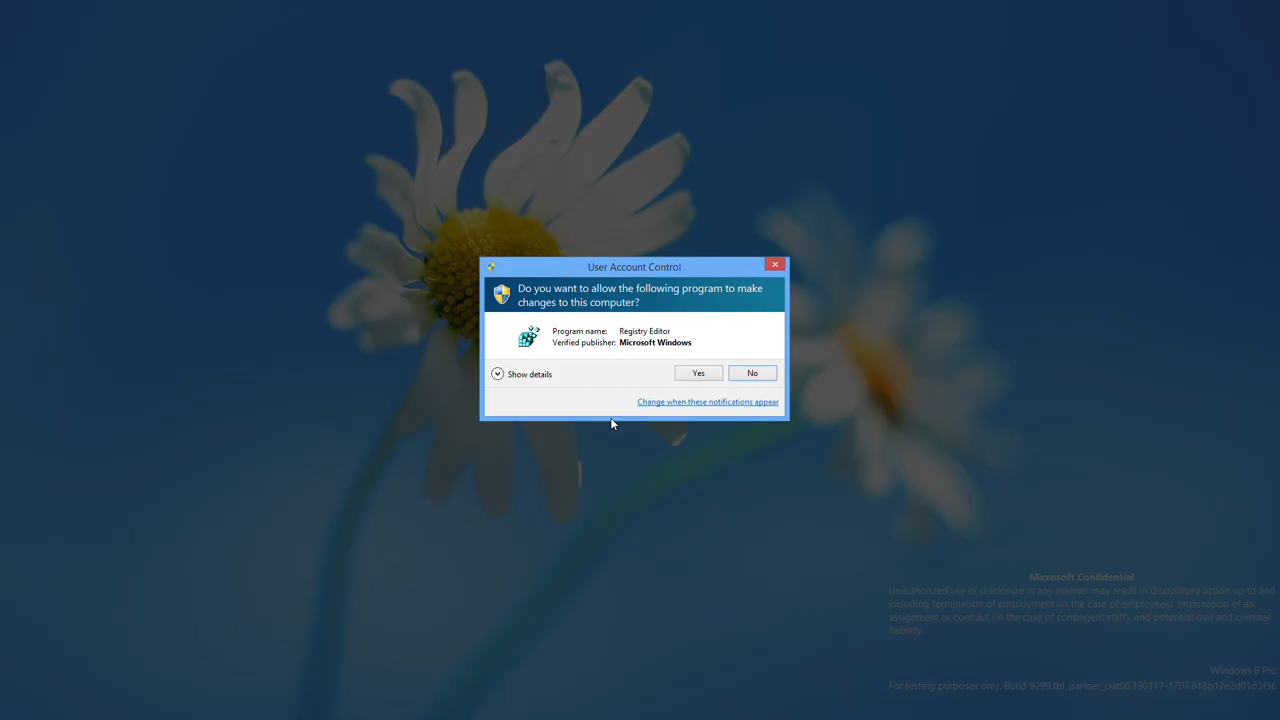 User Account Control
Do you want to allow the following program to make
changes to this computer?
Program name: Registry Editor
Verified publisher: Microsoft Windows
Show details
Yes
No
Change when these notifications appear
Microsoft Confidential
Unauthorized use or disclosure in any manner may result in disciplinary action up to and
including termination of employment (in the case of employees), termination of an
assignment or contract (in the case of contingent staff), and potential civil and criminal
liability.
Windows 8 Pro
For testing purposes only. Build 9299.fbl_partner_out06.130117-1707.618b12e2d01d3f56